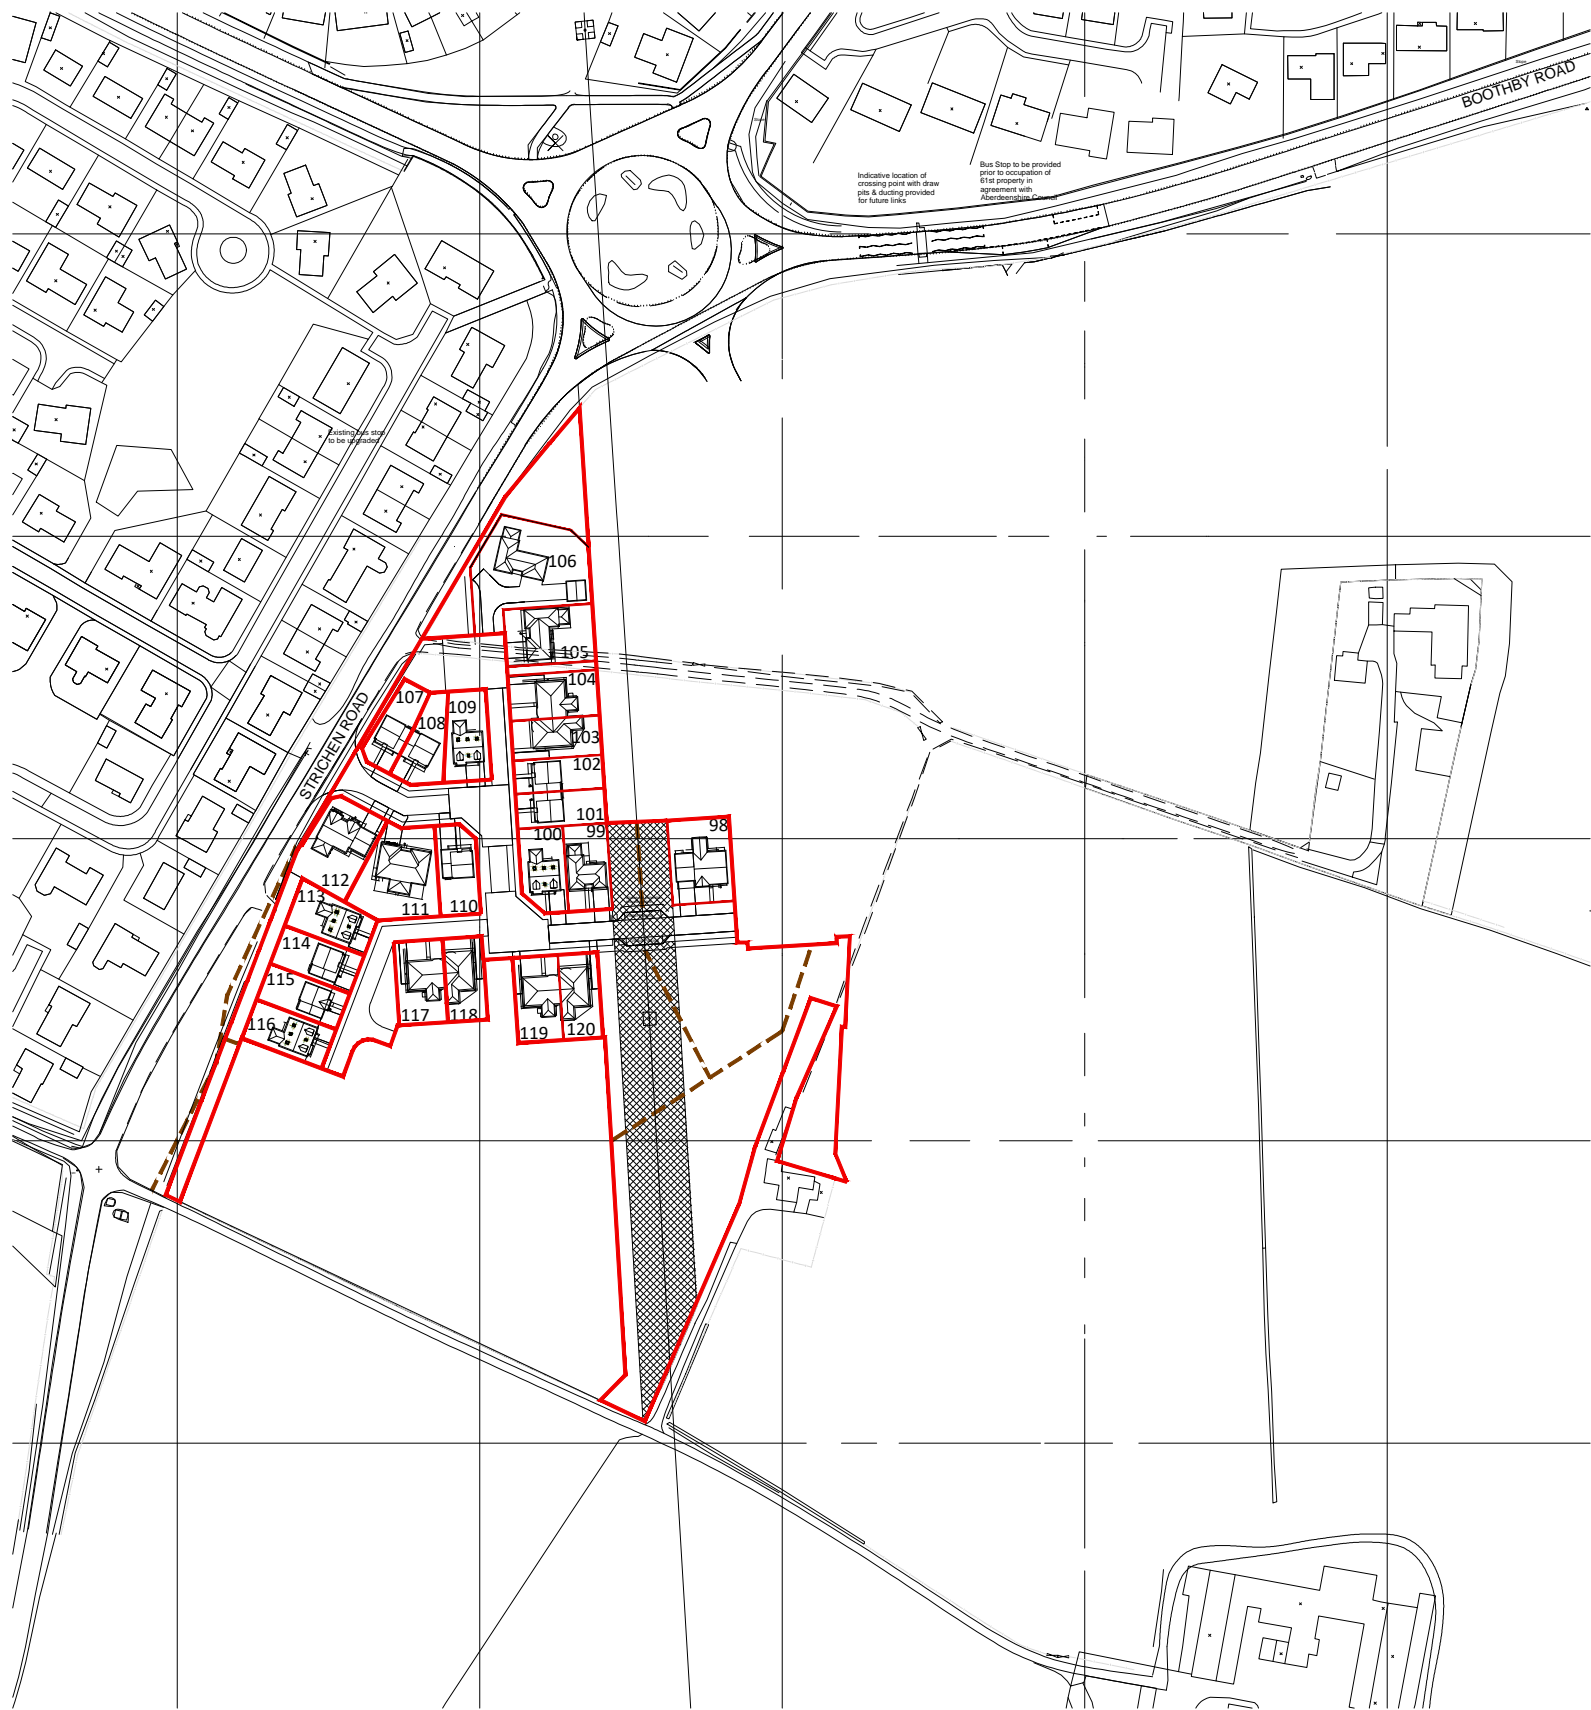 BOOTHBY ROAD
Indicative location of
crossing point with draw
pits & ducting provided
for future links
Bus Stop to be provided
prior to occupation of
61st property in
agreement with
Aberdeenshire Council
Existing bus stop
to be upgraded
STRICHEN ROAD
106
105
104
103
102
101
100
99
98
107
108
109
110
111
112
113
114
115
116
117
118
119
120